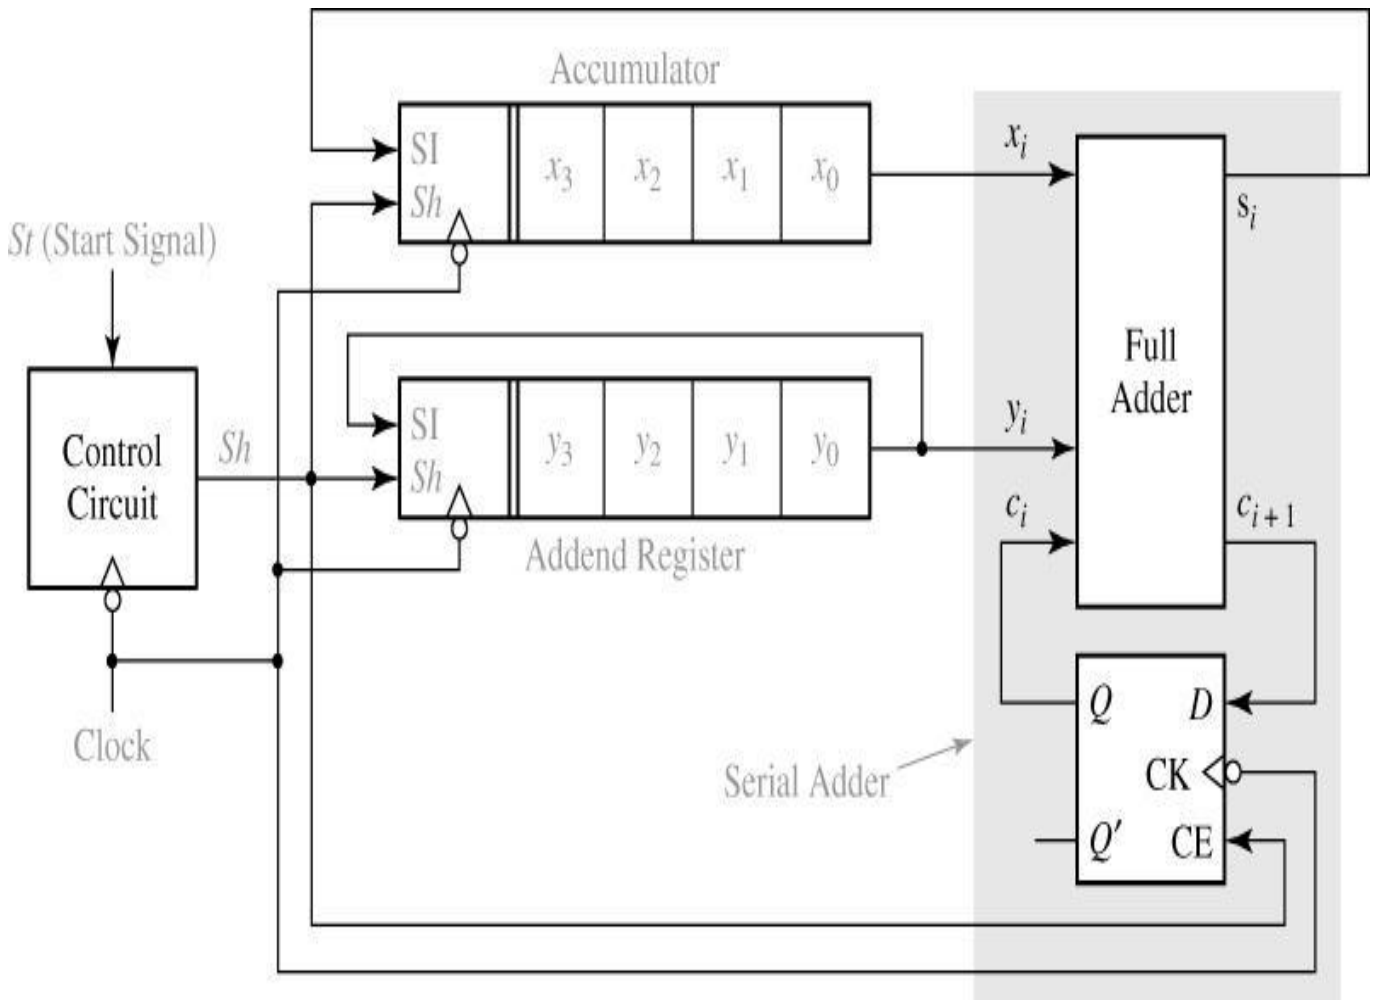 Accumulator
SI
Sh
x3 x2 x1 x0
xi
si
St (Start Signal)
Full
Adder
Control
Circuit
Sh
SI
Sh
y3 y2 y1 y0
yi
ci
ci + 1
Addend Register
Clock
Serial Adder
Q D
CK
Q′ CE